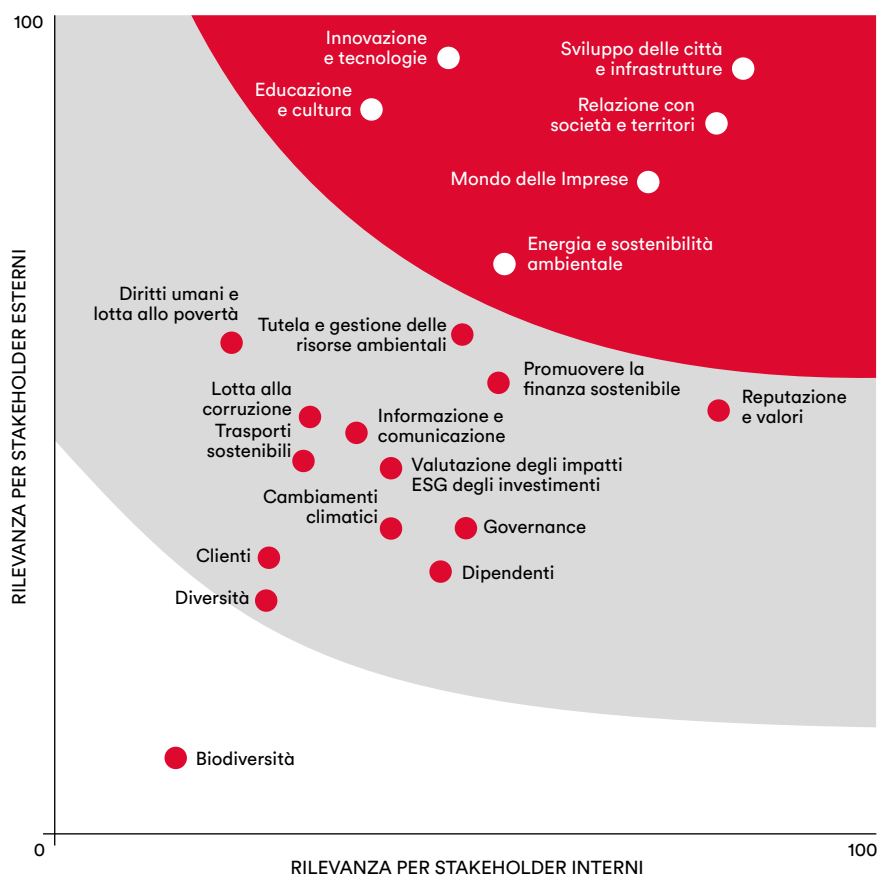 100
Innovazione
e tecnologie
Sviluppo delle città
e infrastrutture
Educazione
e cultura
Relazione con
società e territori
Mondo delle Imprese
Energia e sostenibilità
ambientale
RILEVANZA PER STAKEHOLDER ESTERNI
Diritti umani e
lotta allo povertà
Tutela e gestione delle
risorse ambientali
Promuovere la
finanza sostenibile
Reputazione
e valori
Lotta alla
corruzione
Informazione e
comunicazione
Trasporti
sostenibili
Valutazione degli impatti
ESG degli investimenti
Cambiamenti
climatici
Governance
Clienti
Dipendenti
Diversità
Biodiversità
0
100
RILEVANZA PER STAKEHOLDER INTERNI